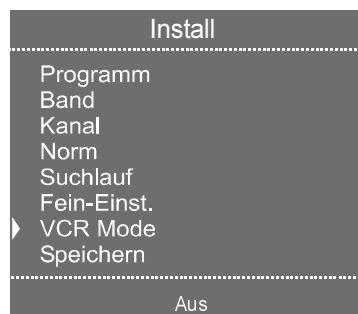 Install
Programm
Band
Kanal
Norm
Suchlauf
Fein-Einst.
VCR Mode
Speichern
Aus